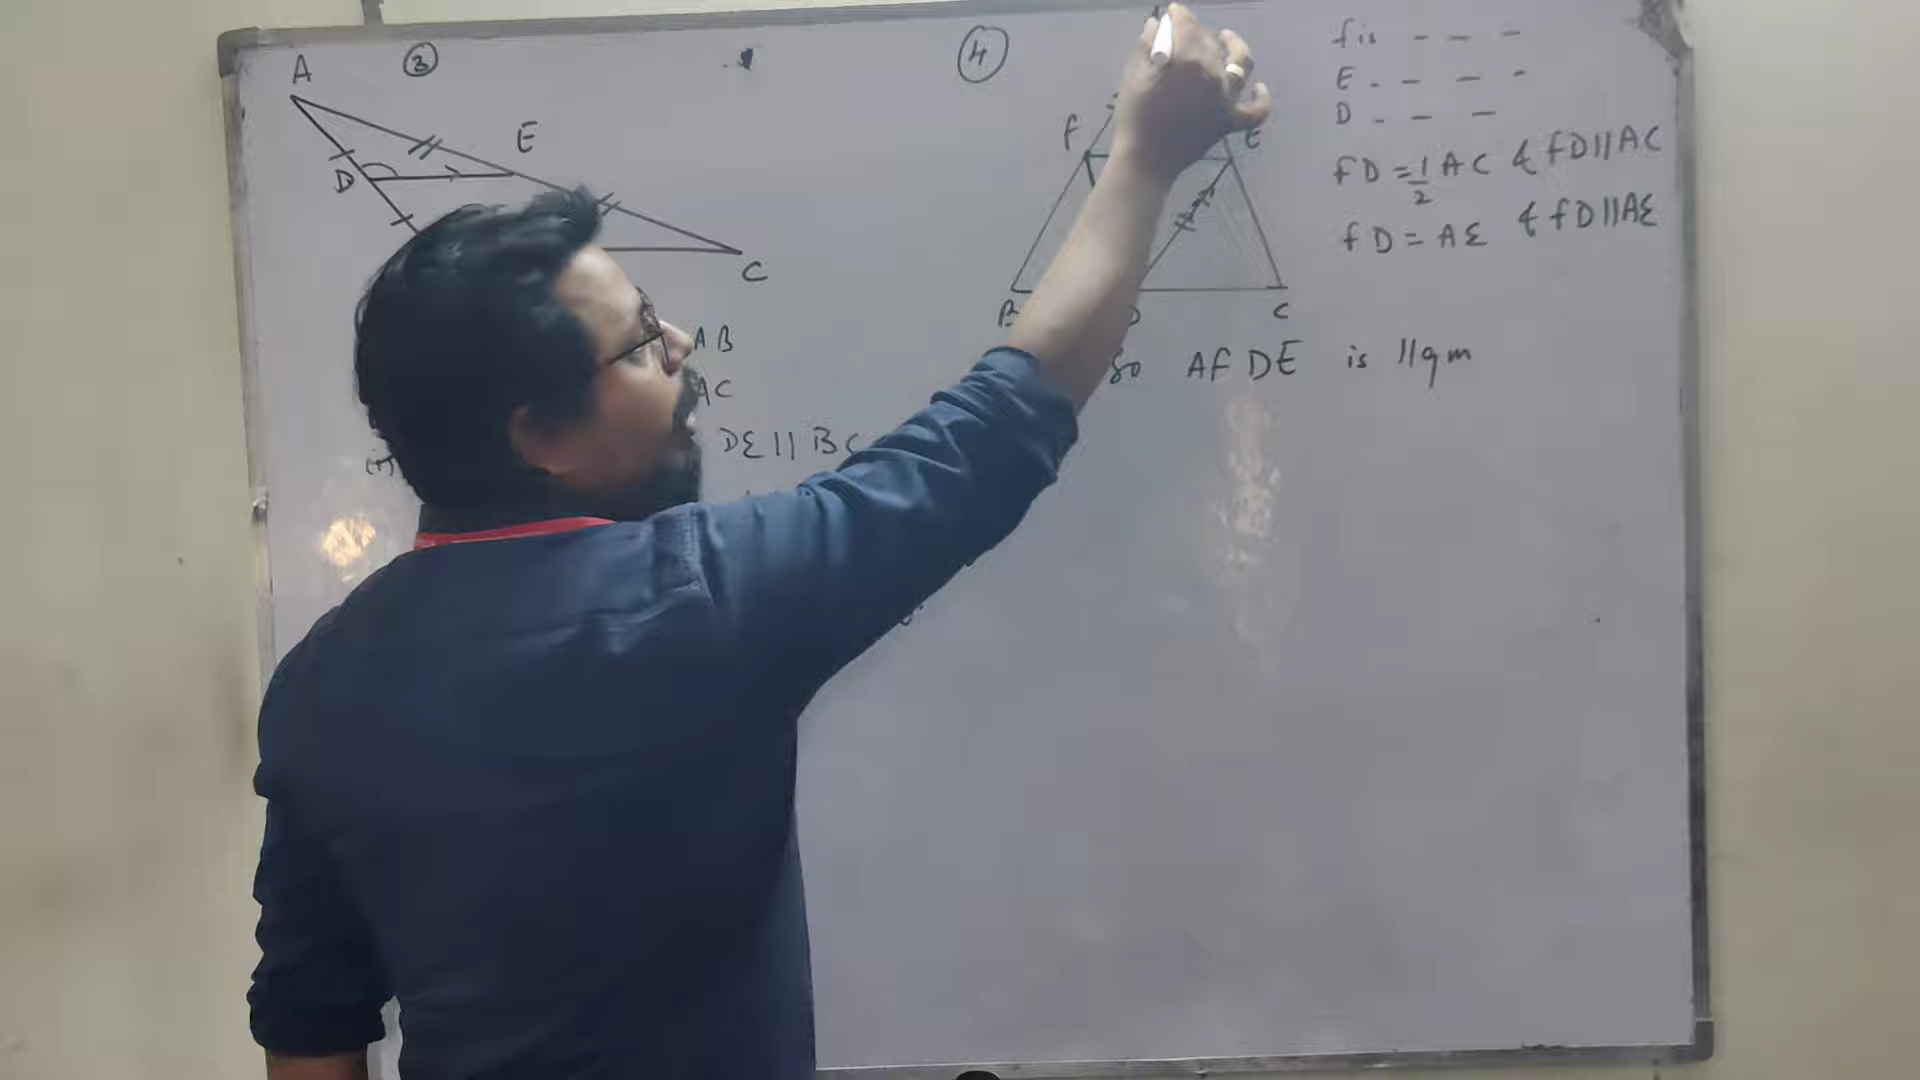 ③
A
E
D
C
AB
AC
DE || BC
④
F
E
B
D
C
f is - - -
E - - - -
D - - -
fD = 1/2 AC & fD || AC
fD = AE & fD || AE
So AFDE is ||gm